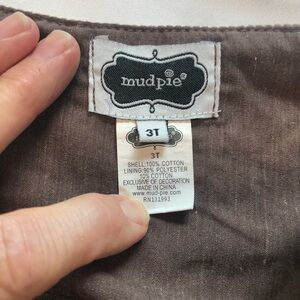 mudpie®
3T
3T
SHELL:100% COTTON
LINING:90% POLYESTER
10% COTTON
EXCLUSIVE OF DECORATION
MADE IN CHINA
www.mud-pie.com
RN131993